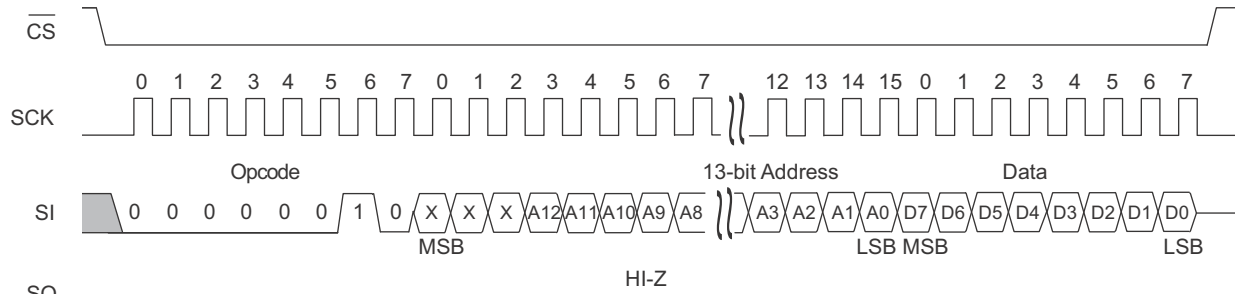 CS
0 1 2 3 4 5 6 7 0 1 2 3 4 5 6 7 12 13 14 15 0 1 2 3 4 5 6 7
SCK
Opcode 13-bit Address Data
SI 0 0 0 0 0 0 1 0 X X X A12 A11 A10 A9 A8 A3 A2 A1 A0 D7 D6 D5 D4 D3 D2 D1 D0
MSB LSB MSB LSB
HI-Z
SO